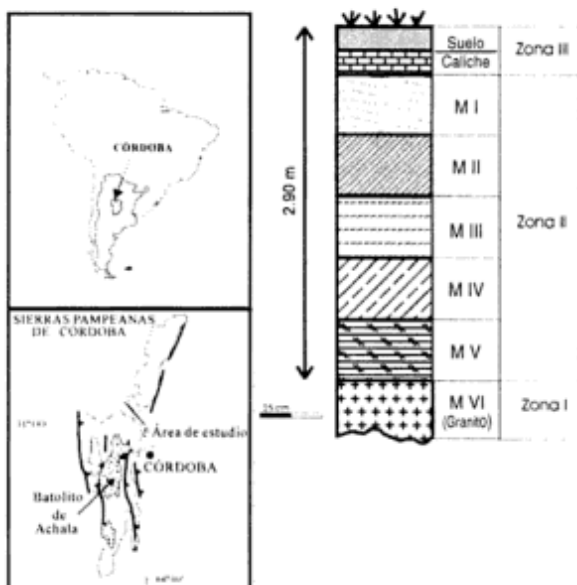 CÓRDOBA
SIERRAS PAMPEANAS
DE CÓRDOBA
Área de estudio
CÓRDOBA
Batolito
de
Achala
2.90 m
25 cm
Suelo
Caliche
Zona III
M I
M II
M III
M IV
M V
Zona II
M VI
(Granito)
Zona I